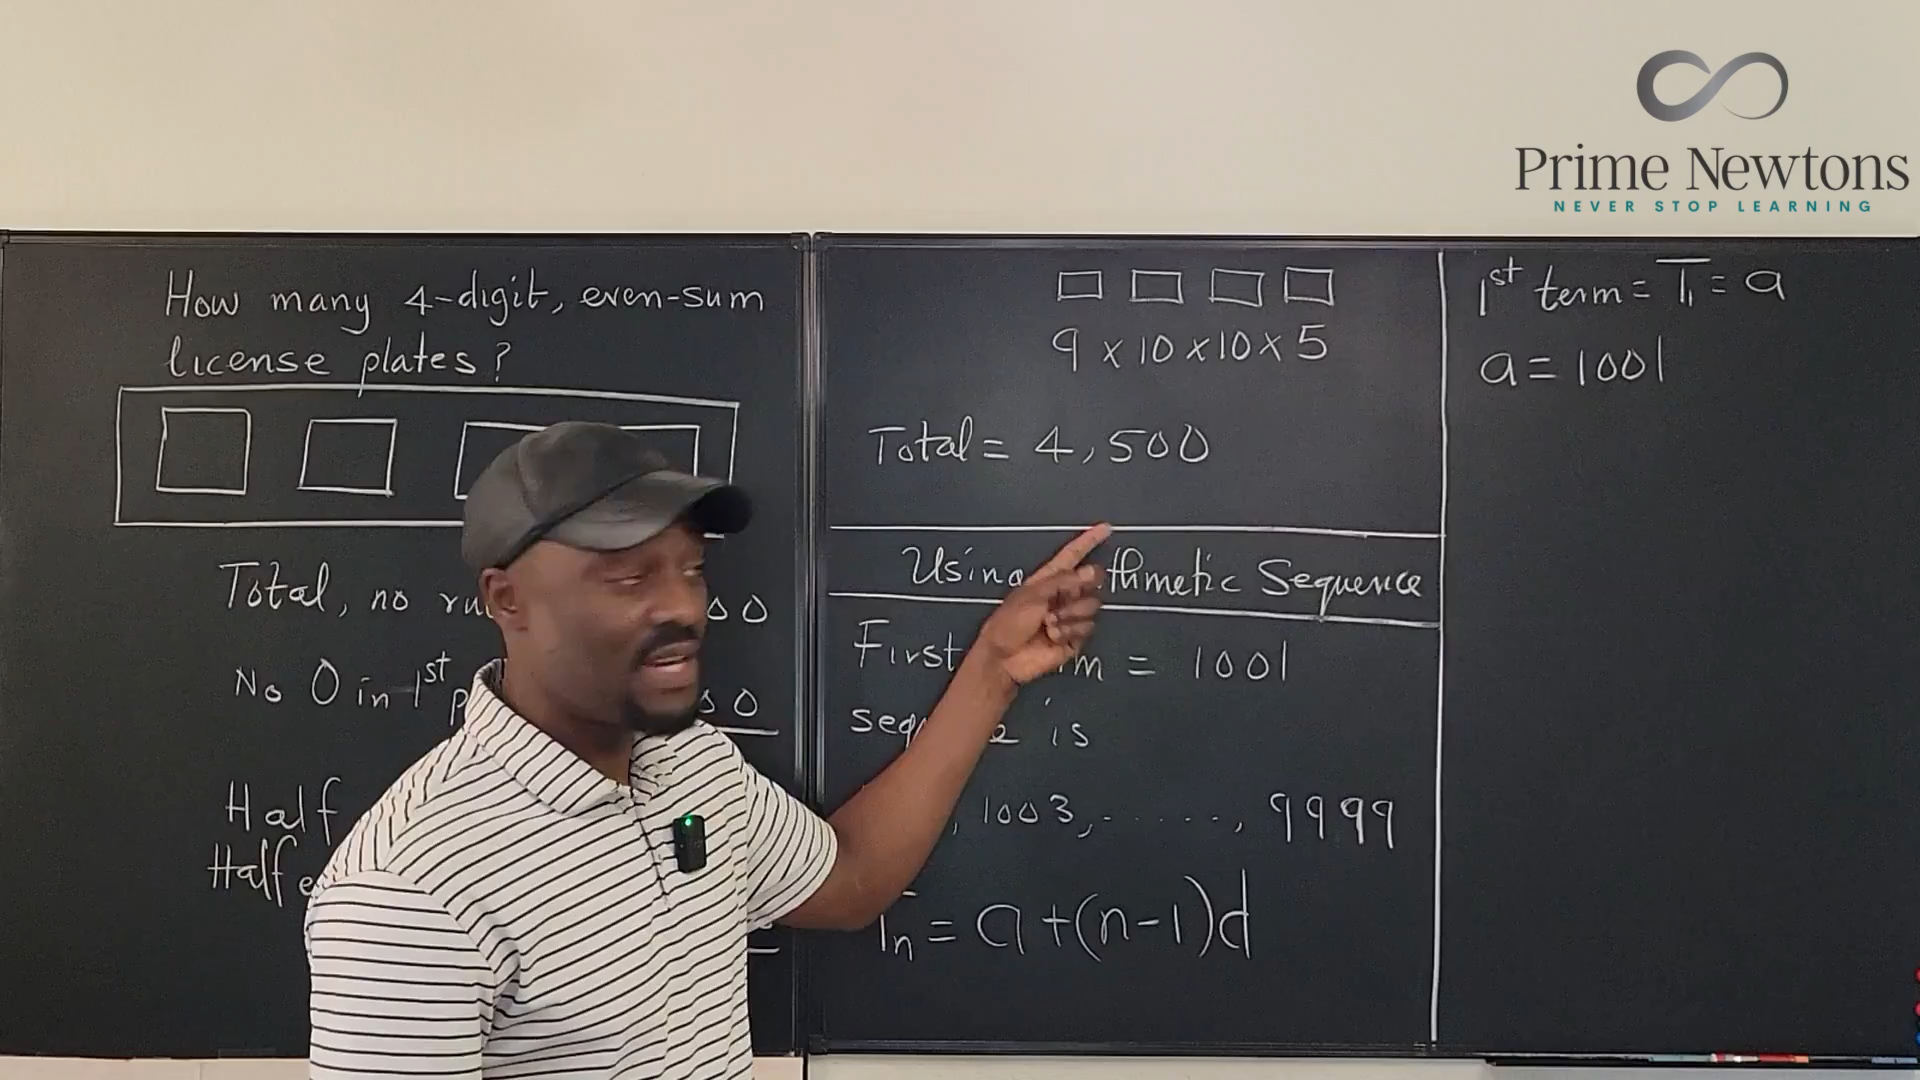 Prime Newtons
NEVER STOP LEARNING
How many 4-digit, even-sum
license plates?
Total, no
No 0 in 1st
Half
Half
9 x 10 x 10 x 5
Total = 4,500
Using Sequence
First = 1001
is
, 1003, ......, 9999
Tn = a + (n-1)d
1st term = T1 = a
a = 1001